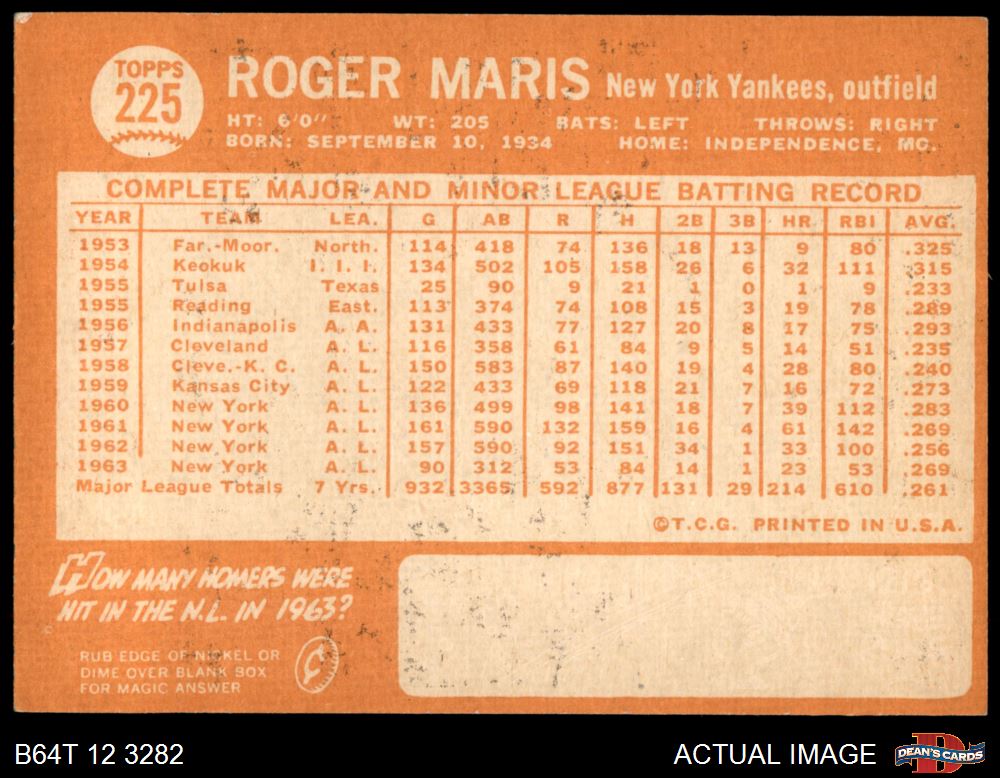 TOPPS
225
ROGER MARIS New York Yankees, outfield
HT: 6'0" WT: 205 BATS: LEFT THROWS: RIGHT
BORN: SEPTEMBER 10, 1934 HOME: INDEPENDENCE, MO.
COMPLETE MAJOR AND MINOR LEAGUE BATTING RECORD
YEAR TEAM LEA. G AB R H 2B 3B HR RBI AVG.
1953 Far.-Moor. North. 114 418 74 136 18 13 9 80 .325
1954 Keokuk I. I. I. 134 502 105 158 26 6 32 111 .315
1955 Tulsa Texas 25 90 9 21 1 0 1 9 .233
1955 Reading East. 113 374 74 108 15 3 19 78 .289
1956 Indianapolis A. A. 131 433 77 127 20 8 17 75 .293
1957 Cleveland A. L. 116 358 61 84 9 5 14 51 .235
1958 Cleve.-K. C. A. L. 150 583 87 140 19 4 28 80 .240
1959 Kansas City A. L. 122 433 69 118 21 7 16 72 .273
1960 New York A. L. 136 499 98 141 18 7 39 112 .283
1961 New York A. L. 161 590 132 159 16 4 61 142 .269
1962 New York A. L. 157 590 92 151 34 1 33 100 .256
1963 New York A. L. 90 312 53 84 14 1 23 53 .269
Major League Totals 7 Yrs. 932 3365 592 877 131 29 214 610 .261
©T.C.G. PRINTED IN U.S.A.
HOW MANY HOMERS WERE
HIT IN THE N.L. IN 1963?
RUB EDGE OF NICKEL OR
DIME OVER BLANK BOX
FOR MAGIC ANSWER
B64T 12 3282
ACTUAL IMAGE
D
DEAN'S CARDS